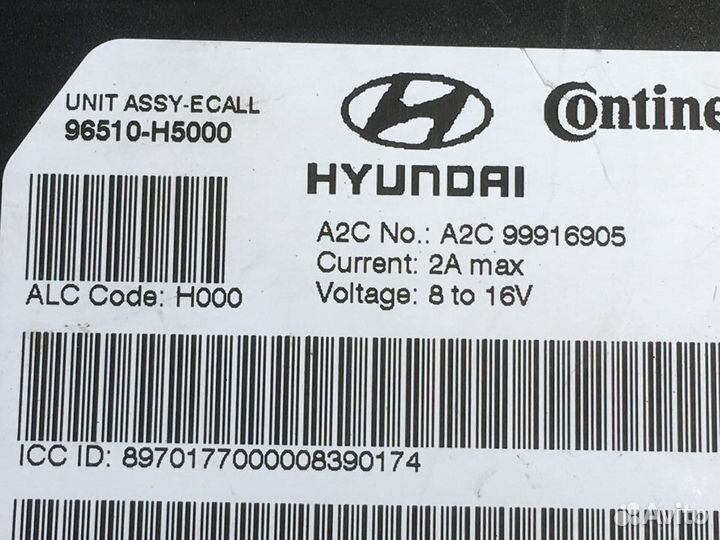 UNIT ASSY-ECALL
96510-H5000
HYUNDAI
Contine
A2C No.: A2C 99916905
Current: 2A max
Voltage: 8 to 16V
ALC Code: H000
ICC ID: 8970177000008390174
Avito